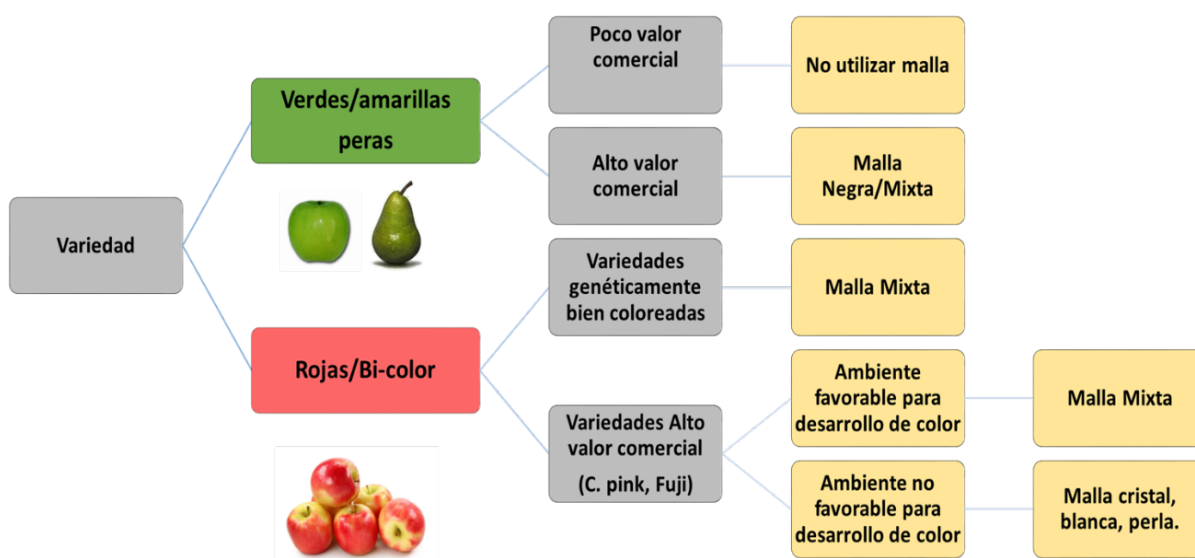 Variedad
Verdes/amarillas
peras
Poco valor
comercial
No utilizar malla
Alto valor
comercial
Malla
Negra/Mixta
Rojas/Bi-color
Variedades
genéticamente
bien coloreadas
Malla Mixta
Variedades Alto
valor comercial
(C. pink, Fuji)
Ambiente
favorable para
desarrollo de color
Malla Mixta
Ambiente no
favorable para
desarrollo de color
Malla cristal,
blanca, perla.